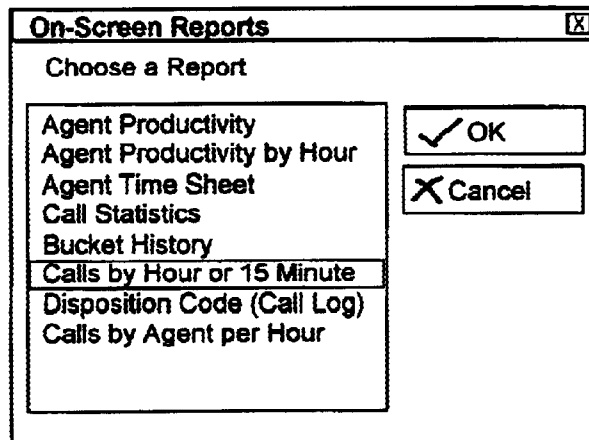 On-Screen Reports
Choose a Report
Agent Productivity
Agent Productivity by Hour
Agent Time Sheet
Call Statistics
Bucket History
Calls by Hour or 15 Minute
Disposition Code (Call Log)
Calls by Agent per Hour
OK
Cancel